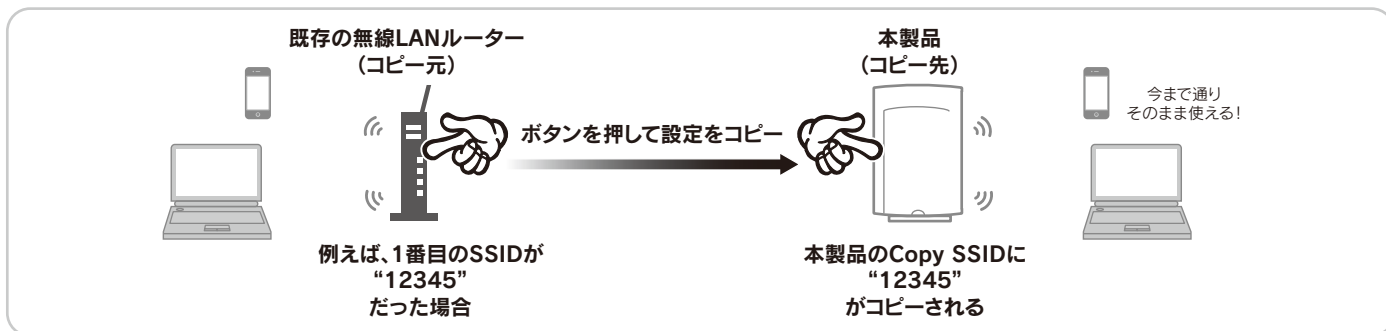 既存の無線LANルーター
（コピー元）
本製品
（コピー先）
今まで通り
そのまま使える！
ボタンを押して設定をコピー
例えば、1番目のSSIDが
“12345”
だった場合
本製品のCopy SSIDに
“12345”
がコピーされる